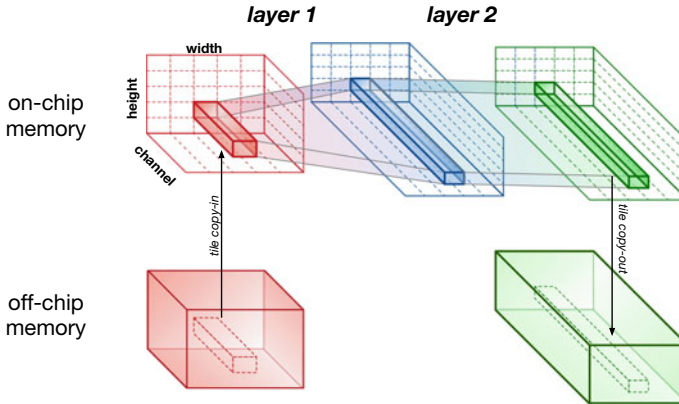 layer 1
layer 2
width
height
channel
on-chip
memory
tile copy-in
tile copy-out
off-chip
memory